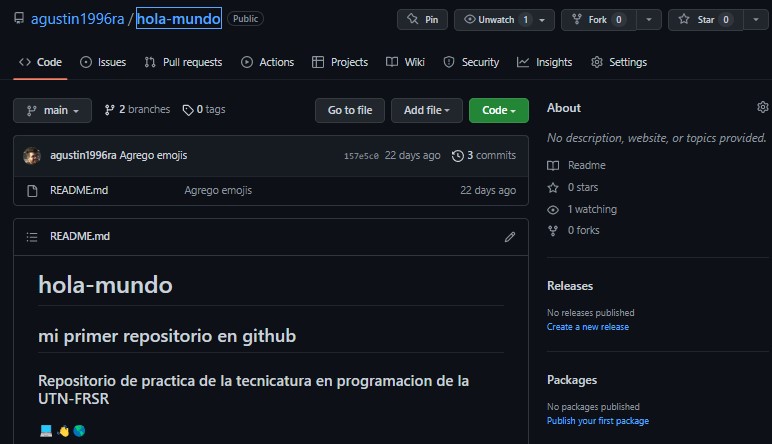 agustin1996ra / hola-mundo Public
Pin Unwatch 1 Fork 0 Star 0
Code Issues Pull requests Actions Projects Wiki Security Insights Settings
main 2 branches 0 tags Go to file Add file Code
About
No description, website, or topics provided.
Readme
0 stars
1 watching
0 forks
Releases
No releases published
Create a new release
Packages
No packages published
Publish your first package
agustin1996ra Agrego emojis 157e5c0 22 days ago 3 commits
README.md Agrego emojis 22 days ago
README.md
hola-mundo
mi primer repositorio en github
Repositorio de practica de la tecnicatura en programacion de la
UTN-FRSR
💻 👋 🌎